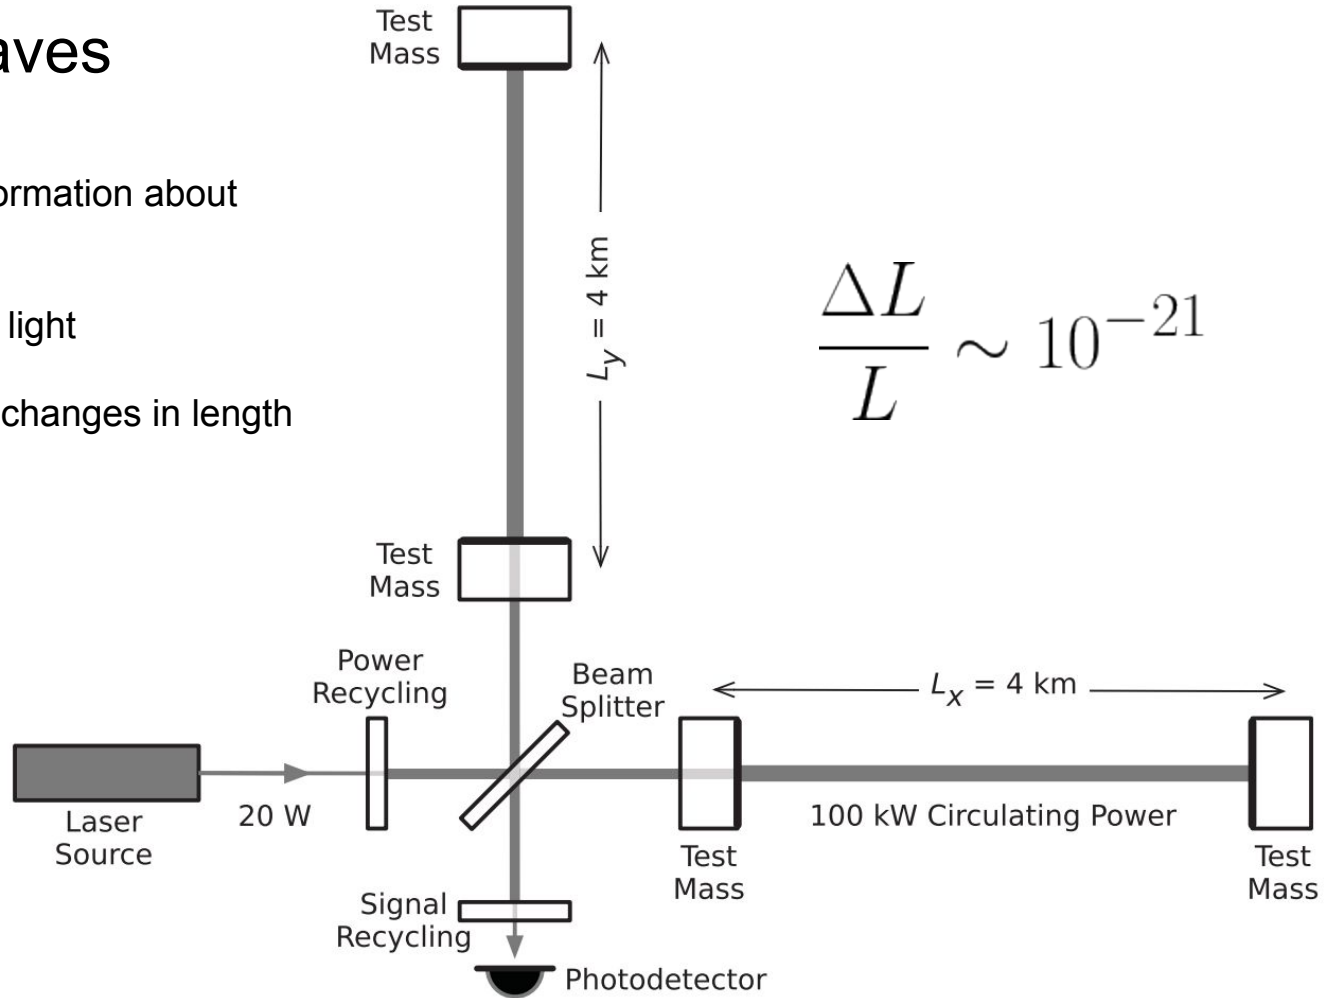 aves
ormation about
light
changes in length
Test
Mass
L_y = 4 km
ΔL/L ∼ 10^{-21}
Test
Mass
Power
Recycling
Beam
Splitter
L_x = 4 km
Laser
Source
20 W
100 kW Circulating Power
Test
Mass
Test
Mass
Signal
Recycling
Photodetector